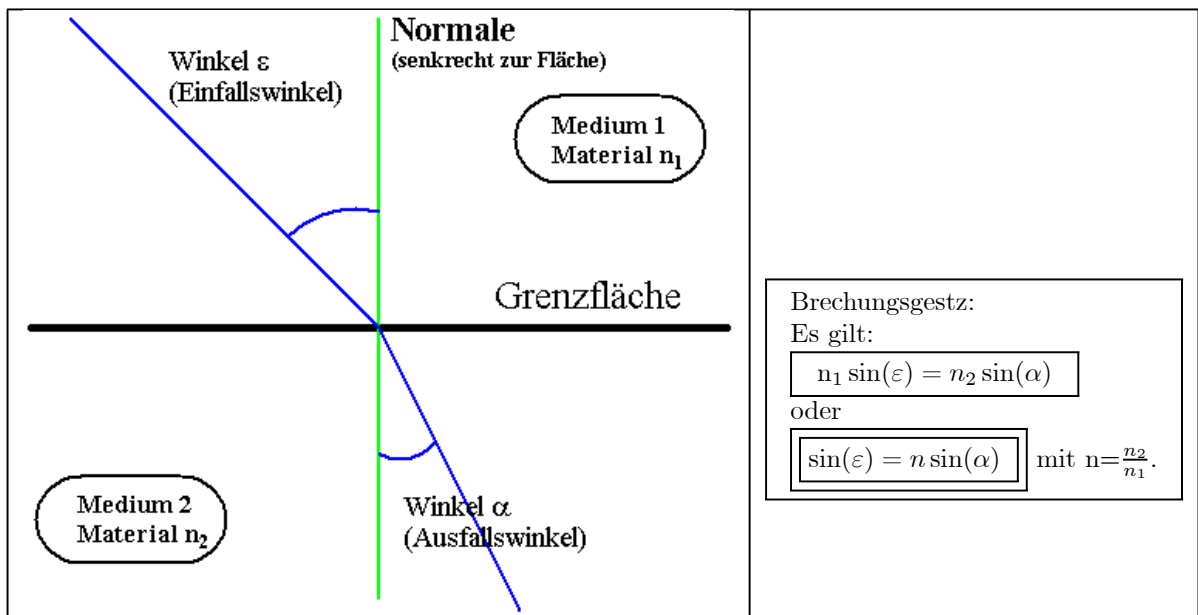 Normale
(senkrecht zur Fläche)
Winkel ε
(Einfallswinkel)
Medium 1
Material n₁
Grenzfläche
Medium 2
Material n₂
Winkel α
(Ausfallswinkel)
Brechungsgestz:
Es gilt:
n₁ sin(ε) = n₂ sin(α)
oder
sin(ε) = n sin(α) mit n=n₂/n₁.